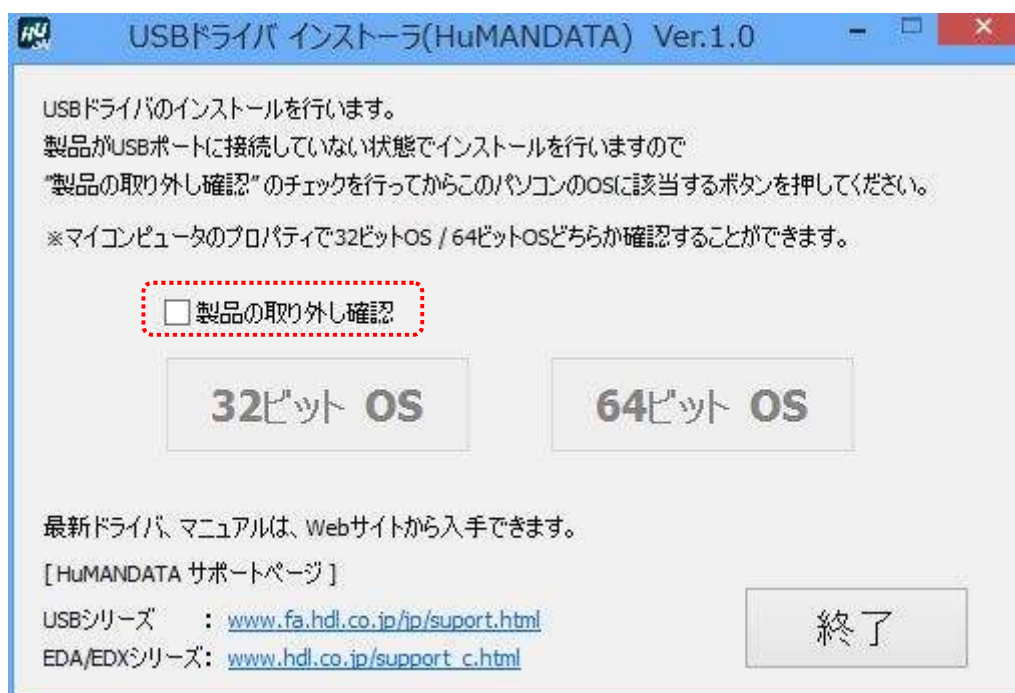 USBドライバ インストーラ(HuMANDATA) Ver.1.0
USBドライバのインストールを行います。
製品がUSBポートに接続していない状態でインストールを行いますので
"製品の取り外し確認" のチェックを行ってからこのパソコンのOSに該当するボタンを押してください。
※マイコンピュータのプロパティで32ビットOS / 64ビットOSどちらか確認することができます。
製品の取り外し確認
32ビット OS
64ビット OS
最新ドライバ、マニュアルは、Webサイトから入手できます。
[ HuMANDATA サポートページ ]
USBシリーズ : www.fa.hdl.co.jp/jp/suport.html
EDA/EDXシリーズ: www.hdl.co.jp/support_c.html
終了